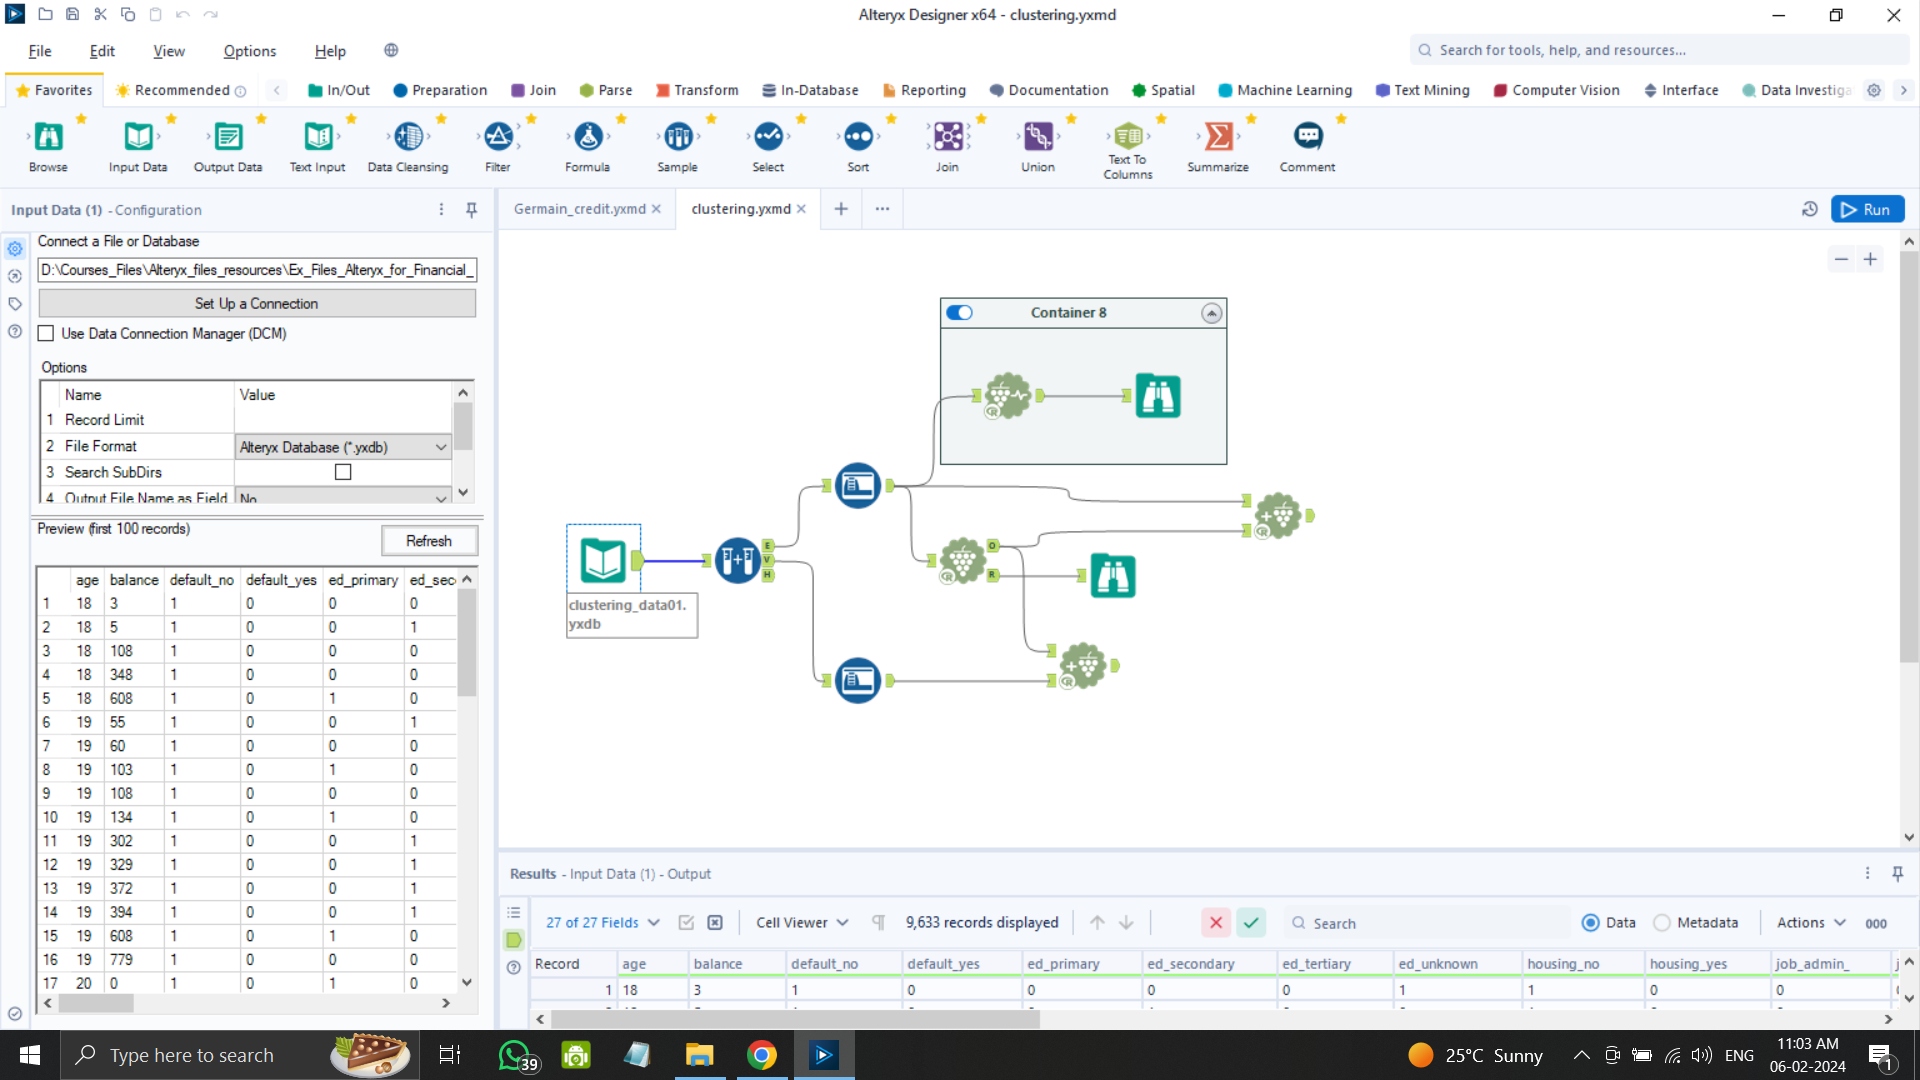 Alteryx Designer x64 - clustering.yxmd
File Edit View Options Help
Search for tools, help, and resources...
Favorites Recommended In/Out Preparation Join Parse Transform In-Database Reporting Documentation Spatial Machine Learning Text Mining Computer Vision Interface Data Investiga
Browse Input Data Output Data Text Input Data Cleansing Filter Formula Sample Select Sort Join Union Text To Columns Summarize Comment
Input Data (1) - Configuration
Germain_credit.yxmd clustering.yxmd
Run
Connect a File or Database
D:\Courses_Files\Alteryx_files_resources\Ex_Files_Alteryx_for_Financial_
Set Up a Connection
Use Data Connection Manager (DCM)
Options
Name Value
1 Record Limit
2 File Format Alteryx Database (*.yxdb)
3 Search SubDirs
4 Output File Name as Field No
Preview (first 100 records)
Refresh
age balance default_no default_yes ed_primary ed_sec
1 18 3 1 0 0 0
2 18 5 1 0 0 1
3 18 108 1 0 0 0
4 18 348 1 0 0 0
5 18 608 1 0 1 0
6 19 55 1 0 0 1
7 19 60 1 0 0 0
8 19 103 1 0 1 0
9 19 108 1 0 0 0
10 19 134 1 0 1 0
11 19 302 1 0 0 1
12 19 329 1 0 0 1
13 19 372 1 0 0 1
14 19 394 1 0 0 1
15 19 608 1 0 1 0
16 19 779 1 0 0 0
17 20 0 1 0 1 0
Container 8
E
V
H
O
R
clustering_data01.
yxdb
Results - Input Data (1) - Output
27 of 27 Fields Cell Viewer 9,633 records displayed Search Data Metadata Actions 000
Record age balance default_no default_yes ed_primary ed_secondary ed_tertiary ed_unknown housing_no housing_yes job_admin_
1 18 3 1 0 0 0 0 1 1 0 0
Type here to search
39
25°C Sunny
ENG
11:03 AM
06-02-2024
1